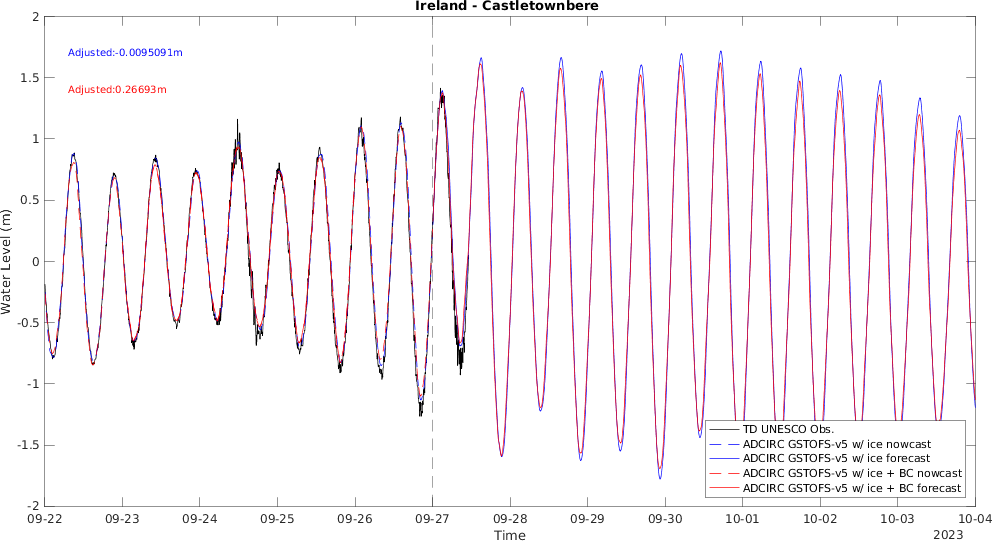 Ireland - Castletownbere
Adjusted:-0.0095091m
Adjusted:0.26693m
2
1.5
1
0.5
0
-0.5
-1
-1.5
-2
Water Level (m)
TD UNESCO Obs.
ADCIRC GSTOFS-v5 w/ ice nowcast
ADCIRC GSTOFS-v5 w/ ice forecast
ADCIRC GSTOFS-v5 w/ ice + BC nowcast
ADCIRC GSTOFS-v5 w/ ice + BC forecast
09-22 09-23 09-24 09-25 09-26 09-27 09-28 09-29 09-30 10-01 10-02 10-03 10-04
Time
2023